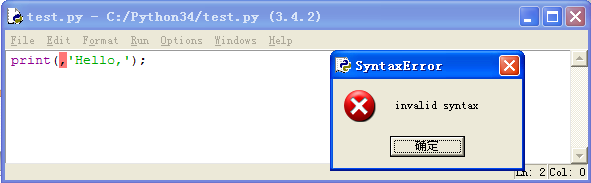 test.py - C:/Python34/test.py (3.4.2)
File Edit Format Run Options Windows Help
print(,'Hello,');
SyntaxError
invalid syntax
确定
Ln: 2 Col: 0